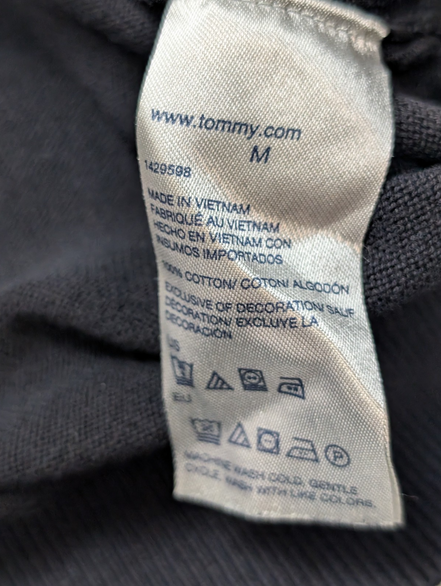 www.tommy.com
M
1429598
MADE IN VIETNAM
FABRIQUÉ AU VIETNAM
HECHO EN VIETNAM CON
INSUMOS IMPORTADOS
100% COTTON/ COTON/ ALGODÓN
EXCLUSIVE OF DECORATION/ SAUF
DECORATION/ EXCLUYE LA
DECORACIÓN
US
EU
P
MACHINE WASH COLD, GENTLE
CYCLE, WASH WITH LIKE COLORS,